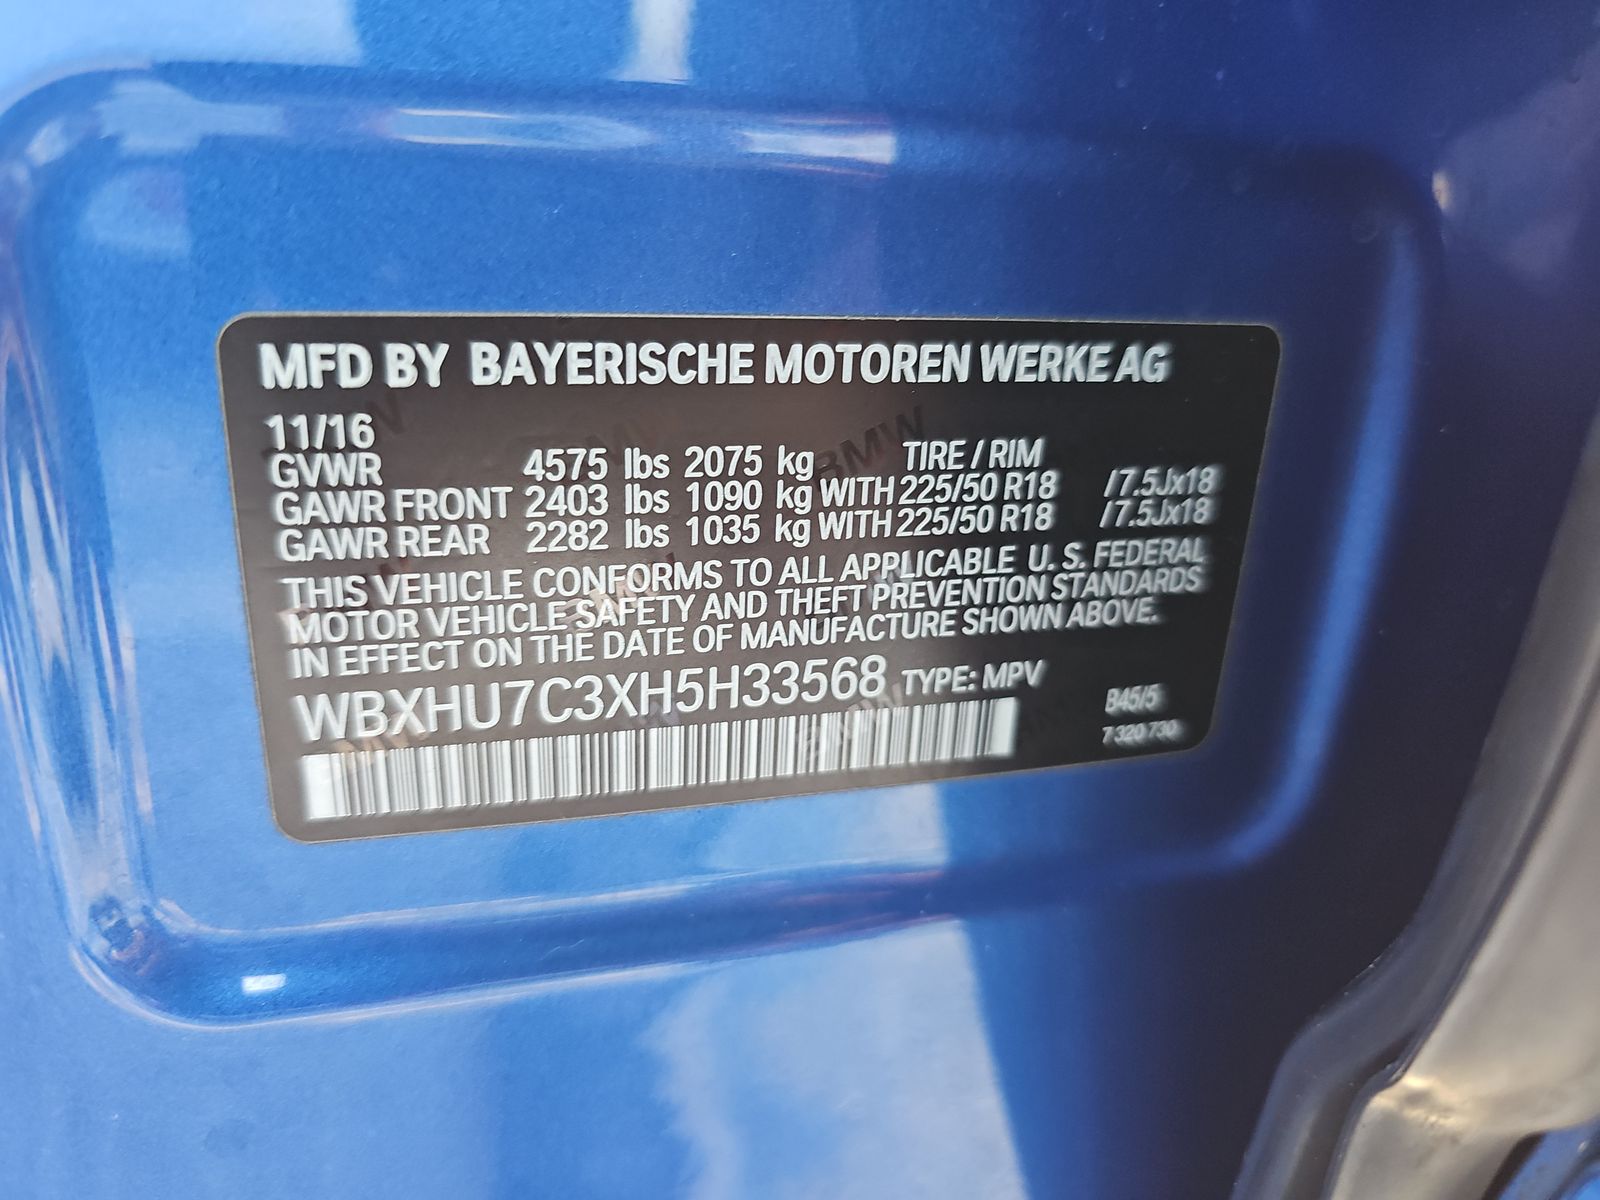 MFD BY BAYERISCHE MOTOREN WERKE AG
11/16
GVWR 4575 lbs 2075 kg TIRE / RIM
GAWR FRONT 2403 lbs 1090 kg WITH 225/50 R18 / 7.5Jx18
GAWR REAR 2282 lbs 1035 kg WITH 225/50 R18 / 7.5Jx18
THIS VEHICLE CONFORMS TO ALL APPLICABLE U. S. FEDERAL
MOTOR VEHICLE SAFETY AND THEFT PREVENTION STANDARDS
IN EFFECT ON THE DATE OF MANUFACTURE SHOWN ABOVE.
WBXHU7C3XH5H33568 TYPE: MPV B45/5
7 320 730